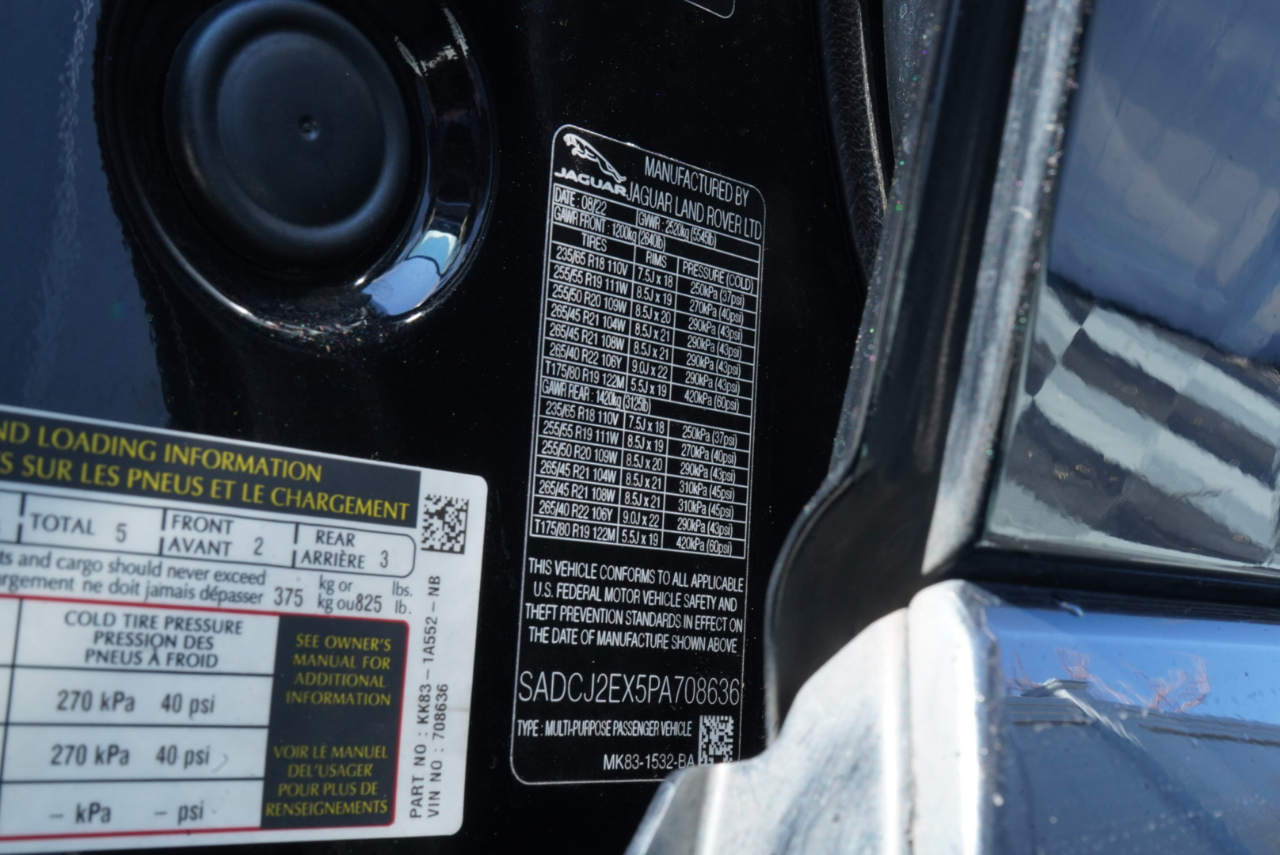 JAGUAR
MANUFACTURED BY
JAGUAR LAND ROVER LTD
DATE : 08/22 GWR : 2520kg (5545lb)
GAWR FRONT : 1200kg (2640lb)
TIRES RIMS PRESSURE (COLD)
235/65 R18 110V 7.5J x 18 250kPa (37psi)
255/55 R19 111W 8.5J x 19 270kPa (40psi)
255/50 R20 109W 8.5J x 20 290kPa (43psi)
265/45 R21 104W 8.5J x 21 290kPa (43psi)
265/45 R21 108W 8.5J x 21 290kPa (43psi)
265/40 R22 106Y 9.0J x 22 290kPa (43psi)
T175/80 R19 122M 5.5J x 19 420kPa (60psi)
GAWR REAR : 1420kg (3125lb)
235/65 R18 110V 7.5J x 18 250kPa (37psi)
255/55 R19 111W 8.5J x 19 270kPa (40psi)
255/50 R20 109W 8.5J x 20 290kPa (43psi)
265/45 R21 104W 8.5J x 21 310kPa (45psi)
265/45 R21 108W 8.5J x 21 310kPa (45psi)
265/40 R22 106Y 9.0J x 22 290kPa (43psi)
T175/80 R19 122M 5.5J x 19 420kPa (60psi)
THIS VEHICLE CONFORMS TO ALL APPLICABLE
U.S. FEDERAL MOTOR VEHICLE SAFETY AND
THEFT PREVENTION STANDARDS IN EFFECT ON
THE DATE OF MANUFACTURE SHOWN ABOVE
SADCJ2EX5PA708636
TYPE : MULTI-PURPOSE PASSENGER VEHICLE
MK83-1532-BA
ND LOADING INFORMATION
S SUR LES PNEUS ET LE CHARGEMENT
TOTAL 5 FRONT AVANT 2 REAR ARRIÈRE 3
ts and cargo should never exceed kg or lbs.
rgement ne doit jamais dépasser 375 kg ou 825 lb.
COLD TIRE PRESSURE
PRESSION DES
PNEUS À FROID
270 kPa 40 psi
270 kPa 40 psi
– kPa – psi
SEE OWNER'S
MANUAL FOR
ADDITIONAL
INFORMATION
VOIR LE MANUEL
DEL'USAGER
POUR PLUS DE
RENSEIGNEMENTS
PART NO : KK83 – 1A552 – NB
VIN NO : 708636